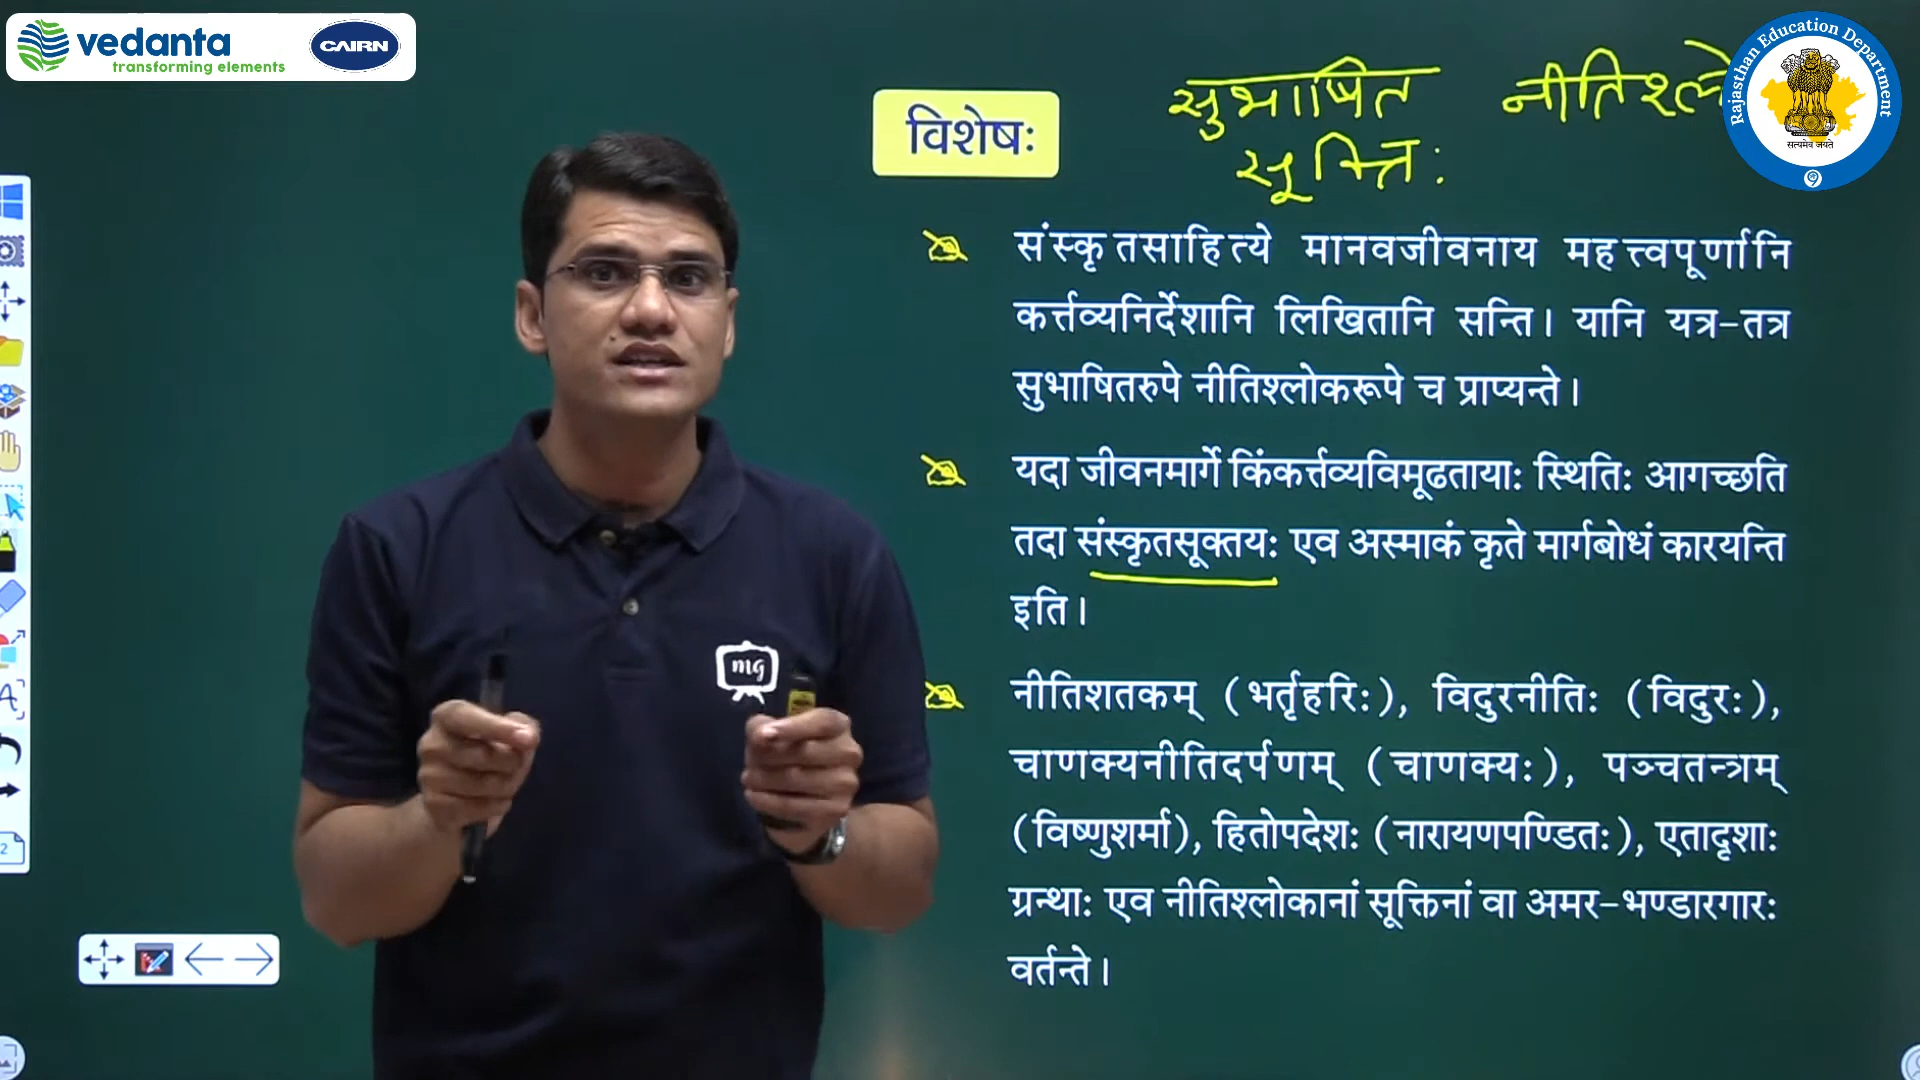 vedanta
transforming elements
CAIRN
सुभाषित
सूक्ति:
Rajasthan Education Department
सत्यमेव जयते
विशेषः
संस्कृतसाहित्ये मानवजीवनाय महत्त्वपूर्णानि
कर्त्तव्यनिर्देशानि लिखितानि सन्ति। यानि यत्र-तत्र
सुभाषितरुपे नीतिश्लोकरूपे च प्राप्यन्ते।
यदा जीवनमार्गे किंकर्त्तव्यविमूढतायाः स्थितिः आगच्छति
तदा संस्कृतसूक्तयः एव अस्माकं कृते मार्गबोधं कारयन्ति
इति।
नीतिशतकम् (भर्तृहरिः), विदुरनीतिः (विदुरः),
चाणक्यनीतिदर्पणम् (चाणक्यः), पञ्चतन्त्रम्
(विष्णुशर्मा), हितोपदेशः (नारायणपण्डितः), एतादृशाः
ग्रन्थाः एव नीतिश्लोकानां सूक्तिनां वा अमर-भण्डारगारः
वर्तन्ते।
mg